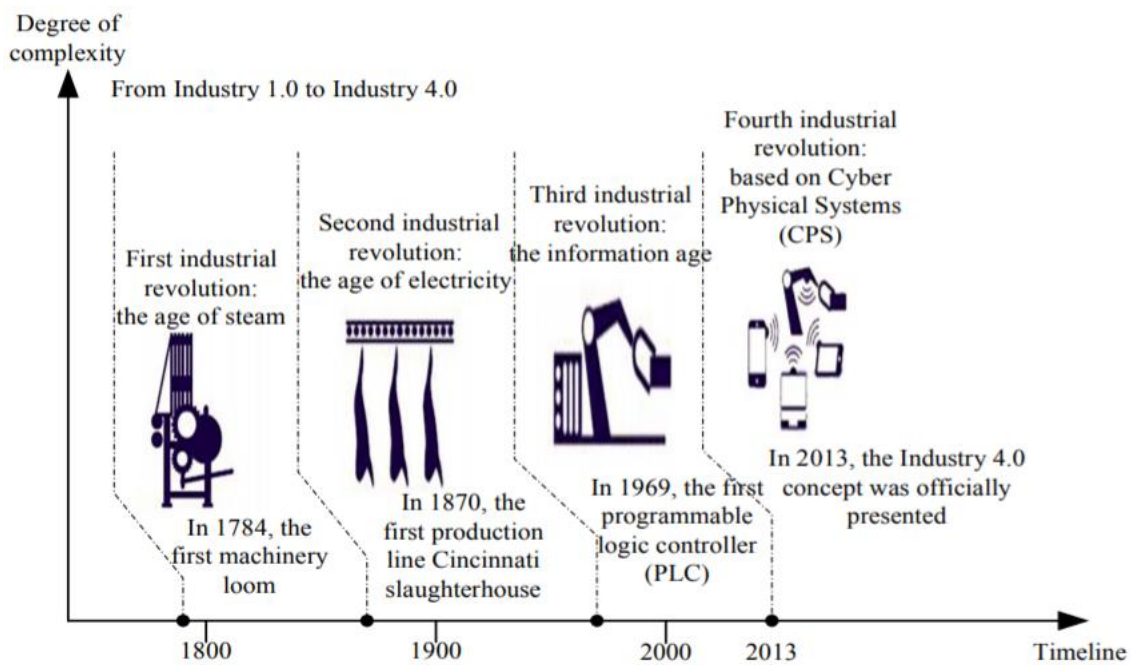 Degree of
complexity
From Industry 1.0 to Industry 4.0
First industrial
revolution:
the age of steam
In 1784, the
first machinery
loom
Second industrial
revolution:
the age of electricity
In 1870, the
first production
line Cincinnati
slaughterhouse
Third industrial
revolution:
the information age
In 1969, the first
programmable
logic controller
(PLC)
Fourth industrial
revolution:
based on Cyber
Physical Systems
(CPS)
In 2013, the Industry 4.0
concept was officially
presented
1800
1900
2000
2013
Timeline